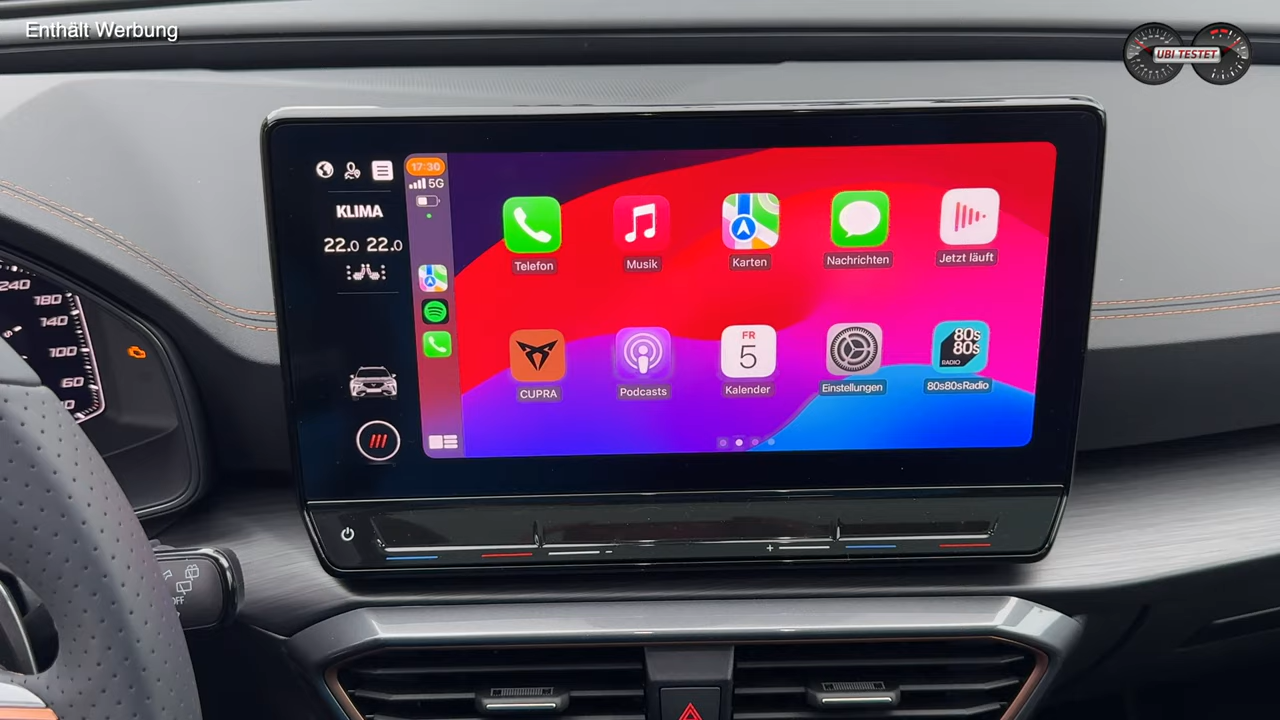 Enthält Werbung
UBI TESTET
17:30
5G
KLIMA
22.0 22.0
Telefon
Musik
Karten
Nachrichten
Jetzt läuft
CUPRA
Podcasts
FR
5
Kalender
Einstellungen
80s
80s
RADIO
80s80sRadio
240
180
140
100
60
OFF
- +